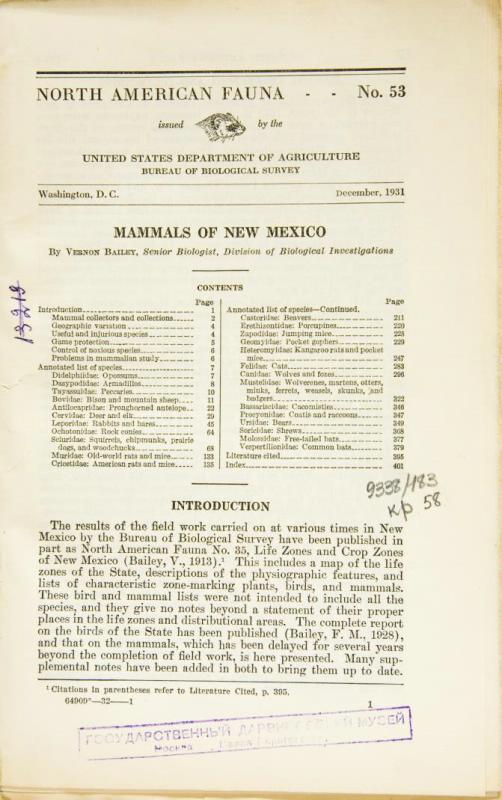 NORTH AMERICAN FAUNA - - No. 53
issued by the
UNITED STATES DEPARTMENT OF AGRICULTURE
BUREAU OF BIOLOGICAL SURVEY
Washington, D. C. December, 1931
MAMMALS OF NEW MEXICO
By VERNON BAILEY, Senior Biologist, Division of Biological Investigations
CONTENTS
Page
Introduction 1
Mammal collectors and collections 2
Geographic variation 4
Useful and injurious species 4
Game protection 5
Control of noxious species 6
Problems in mammalian study 6
Annotated list of species 7
Didelphiidae: Opossums 7
Dasypodidae: Armadillos 8
Tayassuidae: Peccaries 10
Bovidae: Bison and mountain sheep 11
Antilocapridae: Pronghorned antelope 22
Cervidae: Deer and elk 29
Leporidae: Rabbits and hares 45
Ochotonidae: Rock conies 64
Sciuridae: Squirrels, chipmunks, prairie
dogs, and woodchucks 68
Muridae: Old-world rats and mice 133
Cricetidae: American rats and mice 135
Page
Annotated list of species—Continued.
Castoridae: Beavers 211
Erethizontidae: Porcupines 220
Zapodidae: Jumping mice 225
Geomyidae: Pocket gophers 229
Heteromyidae: Kangaroo rats and pocket
mice 247
Felidae: Cats 283
Canidae: Wolves and foxes 296
Mustelidae: Wolverenes, martens, otters,
minks, ferrets, weasels, skunks, and
badgers 322
Bassariscidae: Cacomistles 346
Procyonidae: Coatis and raccoons 347
Ursidae: Bears 349
Soricidae: Shrews 368
Molossidae: Free-tailed bats 377
Vespertilionidae: Common bats 379
Literature cited 395
Index 401
13219
9338/483
кр 58
INTRODUCTION
The results of the field work carried on at various times in New
Mexico by the Bureau of Biological Survey have been published in
part as North American Fauna No. 35, Life Zones and Crop Zones
of New Mexico (Bailey, V., 1913).¹ This includes a map of the life
zones of the State, descriptions of the physiographic features, and
lists of characteristic zone-marking plants, birds, and mammals.
These bird and mammal lists were not intended to include all the
species, and they give no notes beyond a statement of their proper
places in the life zones and distributional areas. The complete report
on the birds of the State has been published (Bailey, F. M., 1928),
and that on the mammals, which has been delayed for several years
beyond the completion of field work, is here presented. Many sup-
plemental notes have been added in both to bring them up to date.
¹ Citations in parentheses refer to Literature Cited, p. 395.
64909°—32——1 1
ГОСУДАРСТВЕННЫЙ ДАРВИНОВСКИЙ МУЗЕЙ
Москва